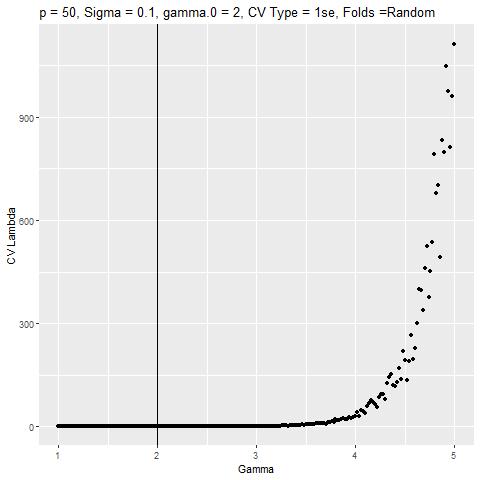 p = 50, Sigma = 0.1, gamma.0 = 2, CV Type = 1se, Folds =Random
900
600
300
0
CV Lambda
1 2 3 4 5
Gamma